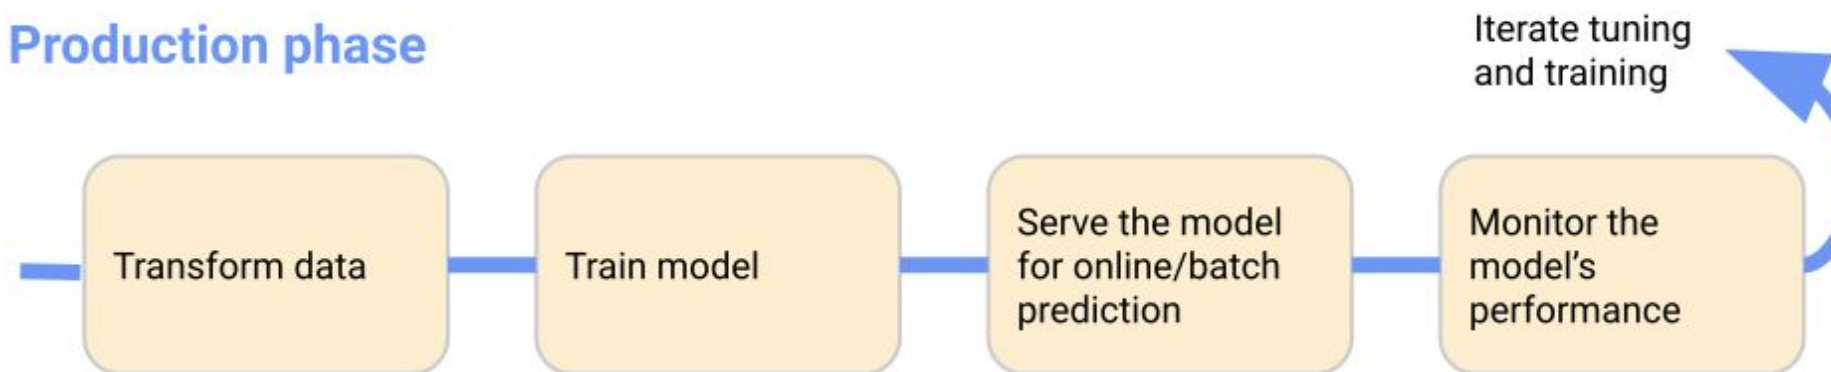 Production phase
Iterate tuning
and training
Transform data
Train model
Serve the model
for online/batch
prediction
Monitor the
model’s
performance